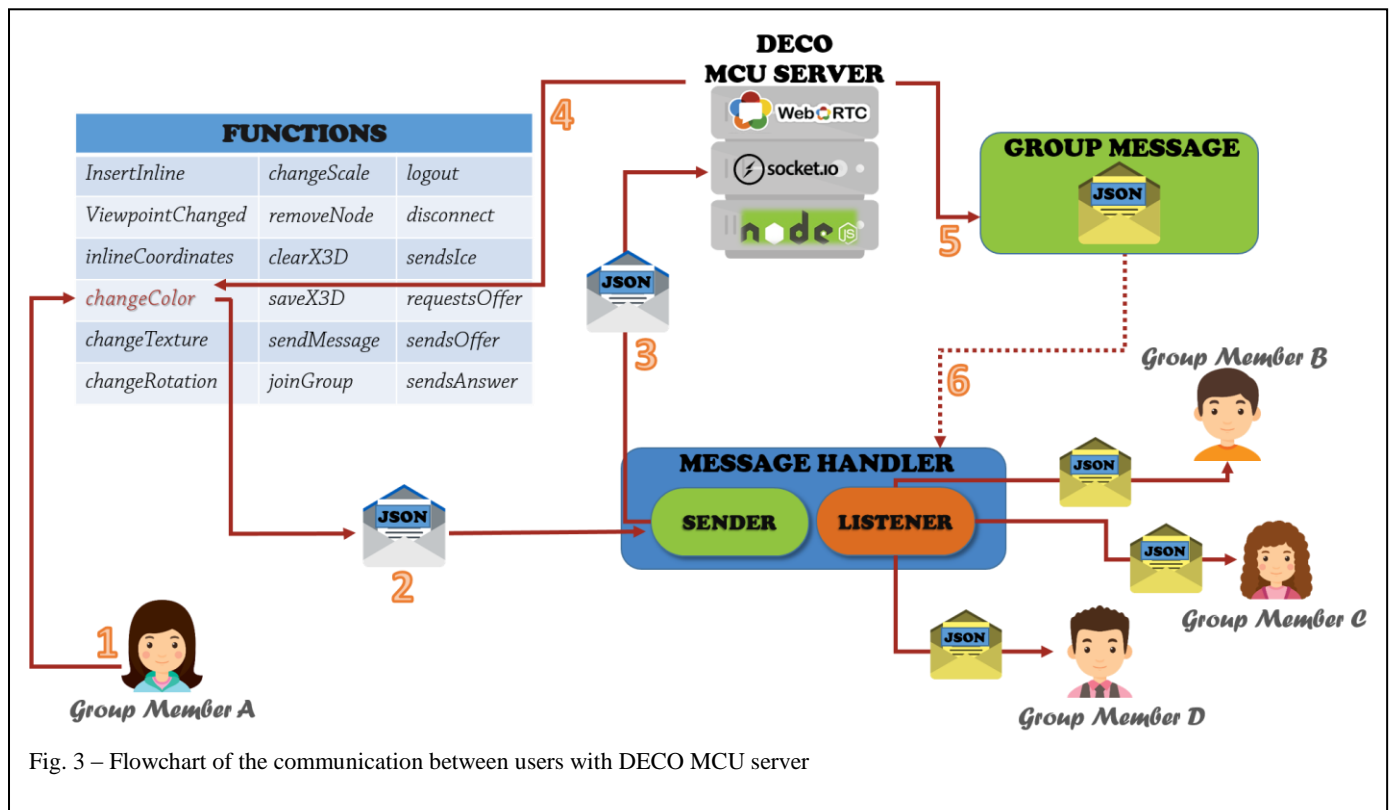 DECO
MCU SERVER
WebRTC
socket.io
node
JS
4
FUNCTIONS
InsertInline changeScale logout
ViewpointChanged removeNode disconnect
inlineCoordinates clearX3D sendsIce
changeColor saveX3D requestsOffer
changeTexture sendMessage sendsOffer
changeRotation joinGroup sendsAnswer
GROUP MESSAGE
JSON
5
JSON
3
6
Group Member B
MESSAGE HANDLER
SENDER LISTENER
JSON
JSON
2
JSON
Group Member C
1
Group Member A
JSON
Group Member D
Fig. 3 – Flowchart of the communication between users with DECO MCU server